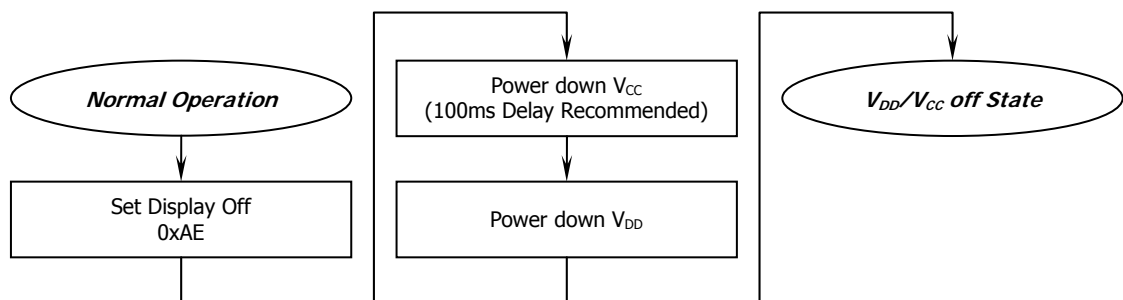 Normal Operation
Set Display Off
0xAE
Power down VCC
(100ms Delay Recommended)
Power down VDD
VDD/VCC off State